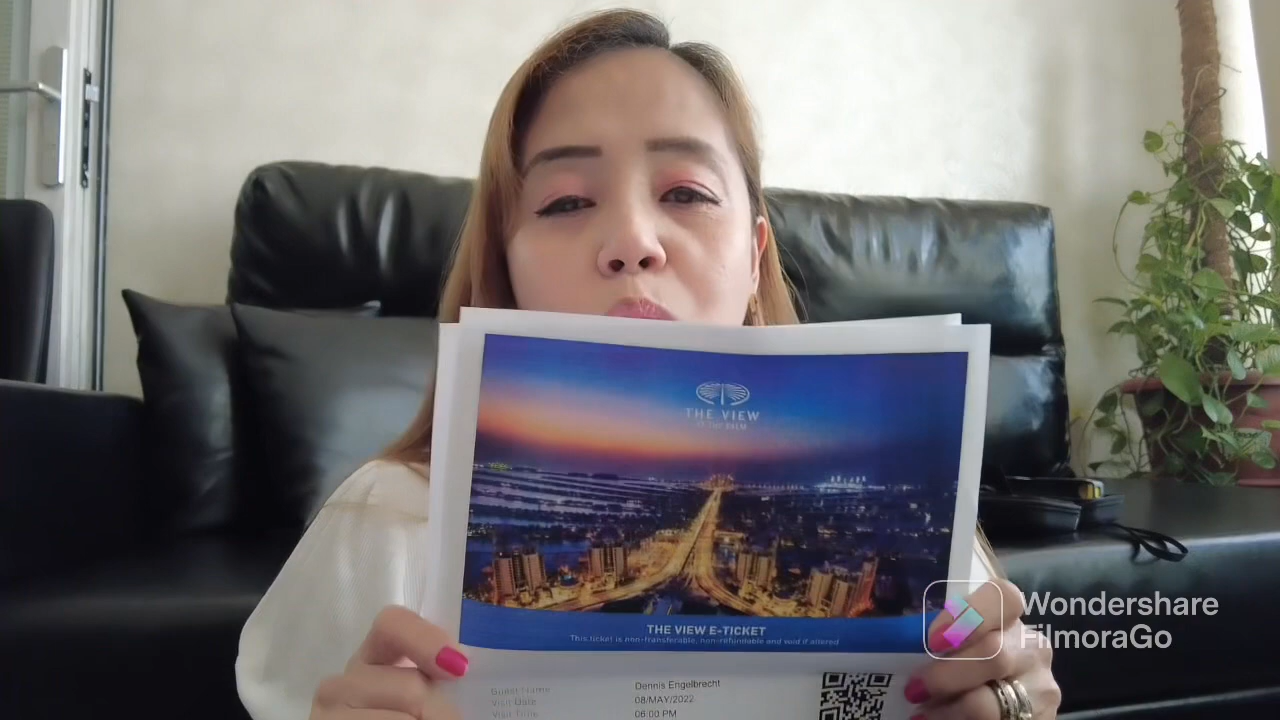 THE VIEW
AT THE PALM
THE VIEW E-TICKET
This ticket is non-transferable, non-refundable and void if altered
Guest Name Dennis Engelbrecht
Visit Date 08/MAY/2022
Visit Time 06:00 PM
Wondershare
FilmoraGo